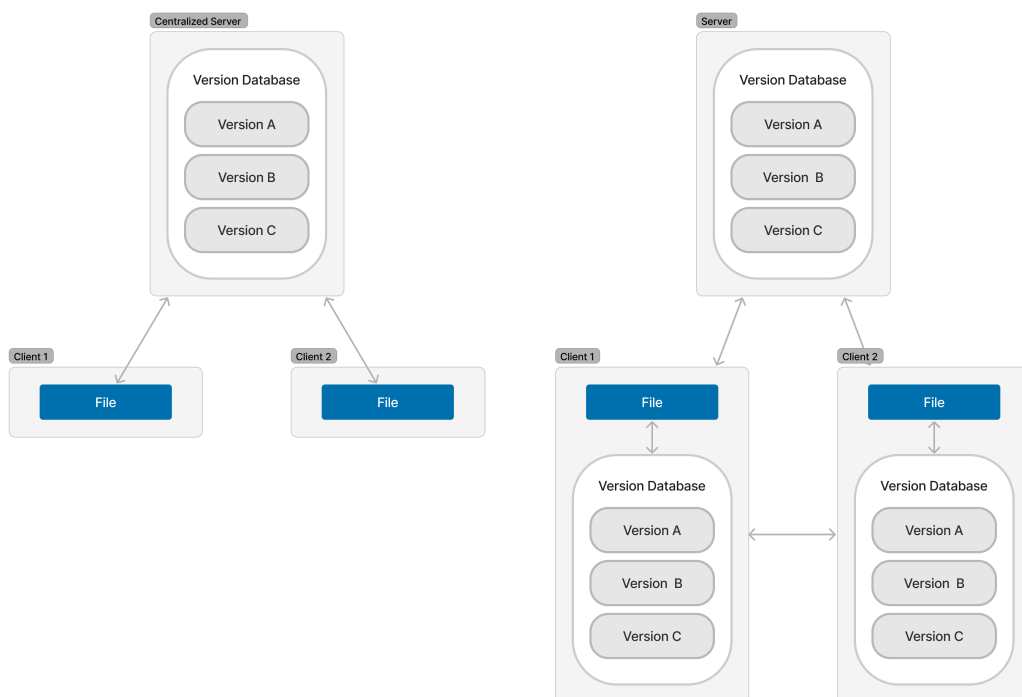 Centralized Server
Version Database
Version A
Version B
Version C
Client 1
File
Client 2
File
Server
Version Database
Version A
Version B
Version C
Client 1
File
Version Database
Version A
Version B
Version C
Client 2
File
Version Database
Version A
Version B
Version C